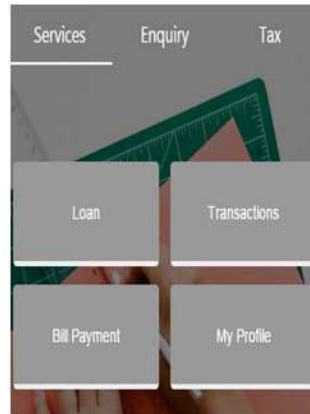 Services Enquiry Tax
Loan Transactions
Bill Payment My Profile